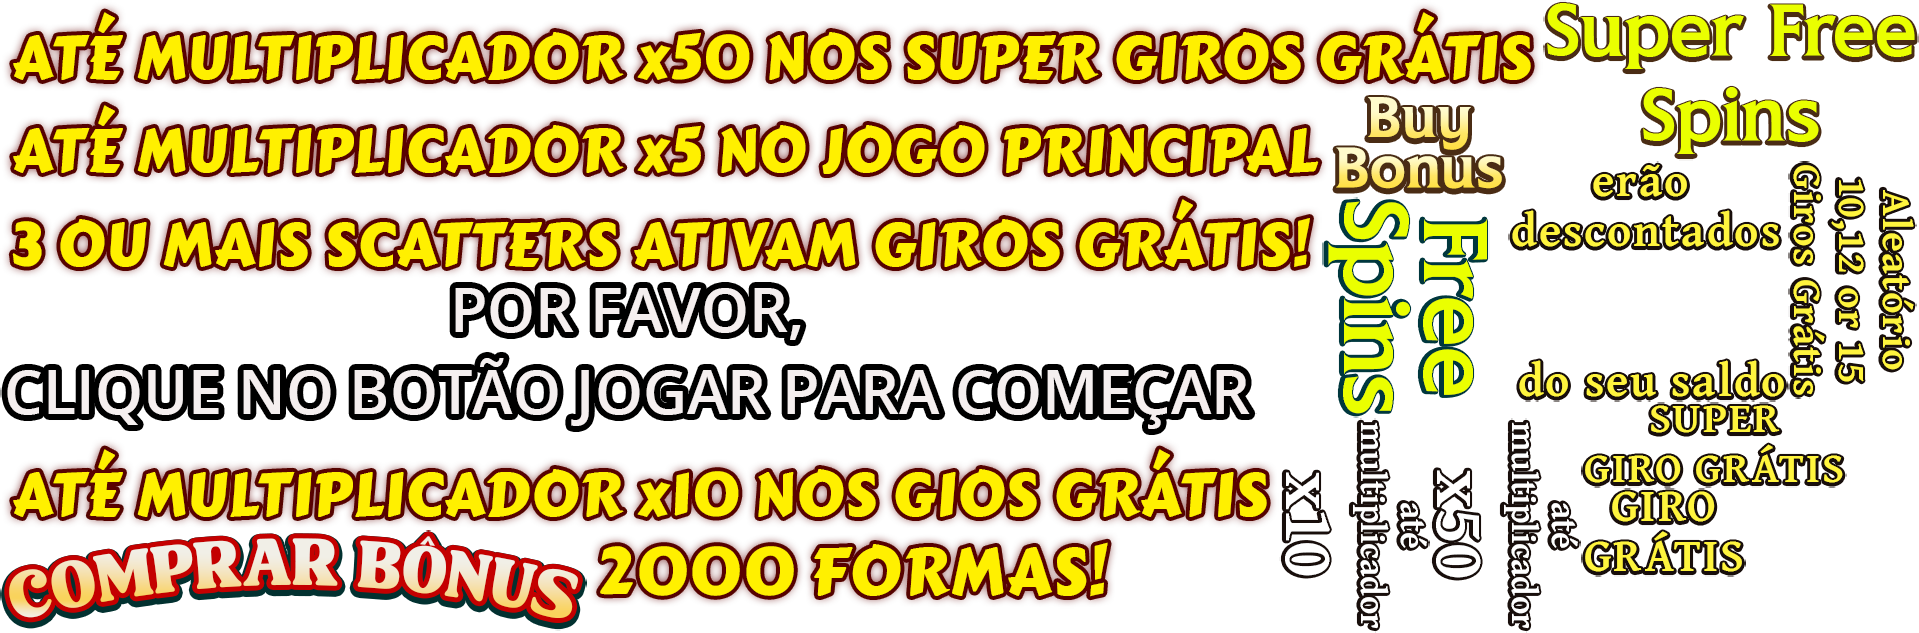 ATÉ MULTIPLICADOR x50 NOS SUPER GIROS GRÁTIS
ATÉ MULTIPLICADOR x5 NO JOGO PRINCIPAL
3 OU MAIS SCATTERS ATIVAM GIROS GRÁTIS!
POR FAVOR,
CLIQUE NO BOTÃO JOGAR PARA COMEÇAR
ATÉ MULTIPLICADOR x10 NOS GIOS GRÁTIS
COMPRAR BÔNUS
2000 FORMAS!
Super Free
Spins
Buy
Bonus
Free
Spins
erão
descontados
do seu saldo
Aleatório
10,12 or 15
Giros Grátis
SUPER
GIRO GRÁTIS
GIRO
GRÁTIS
até
multiplicador
x10
até
multiplicador
x50